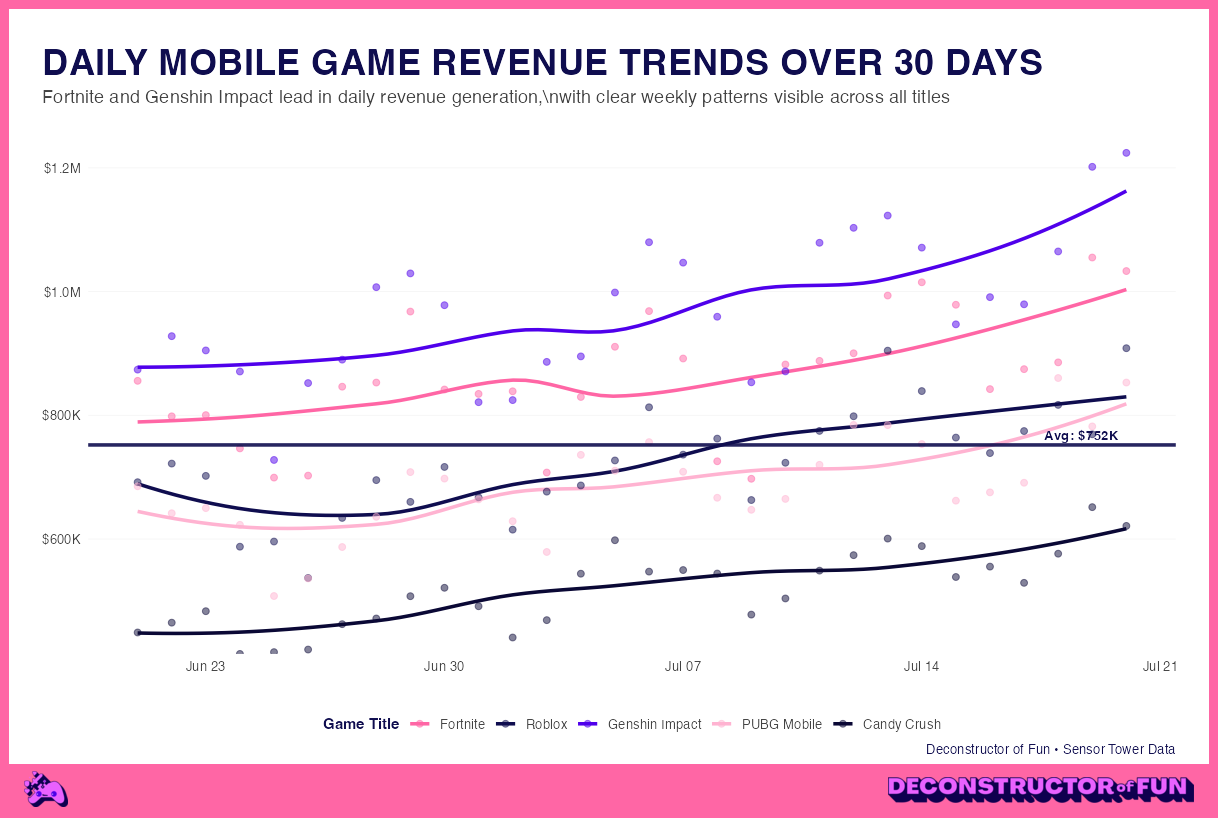 DAILY MOBILE GAME REVENUE TRENDS OVER 30 DAYS
Fortnite and Genshin Impact lead in daily revenue generation,\nwith clear weekly patterns visible across all titles
$1.2M
$1.0M
$800K
Avg: $752K
$600K
Jun 23 Jun 30 Jul 07 Jul 14 Jul 21
Game Title Fortnite Roblox Genshin Impact PUBG Mobile Candy Crush
Deconstructor of Fun • Sensor Tower Data
DECONSTRUCTOR of FUN